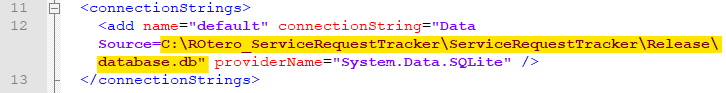 11 <connectionStrings>
12 <add name="default" connectionString="Data
Source=C:\ROtero_ServiceRequestTracker\ServiceRequestTracker\Release\
database.db" providerName="System.Data.SQLite" />
13 </connectionStrings>